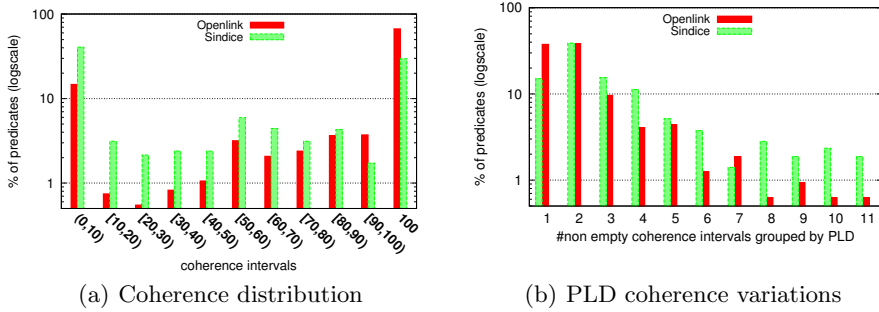 % of predicates (logscale)
100
10
1
Openlink
Sindice
(0,10)
[10,20)
[20,30)
[30,40)
[40,50)
[50,60)
[60,70)
[70,80)
[80,90)
[90,100)
100
coherence intervals
(a) Coherence distribution
% of predicates (logscale)
100
10
1
Openlink
Sindice
1 2 3 4 5 6 7 8 9 10 11
#non empty coherence intervals grouped by PLD
(b) PLD coherence variations